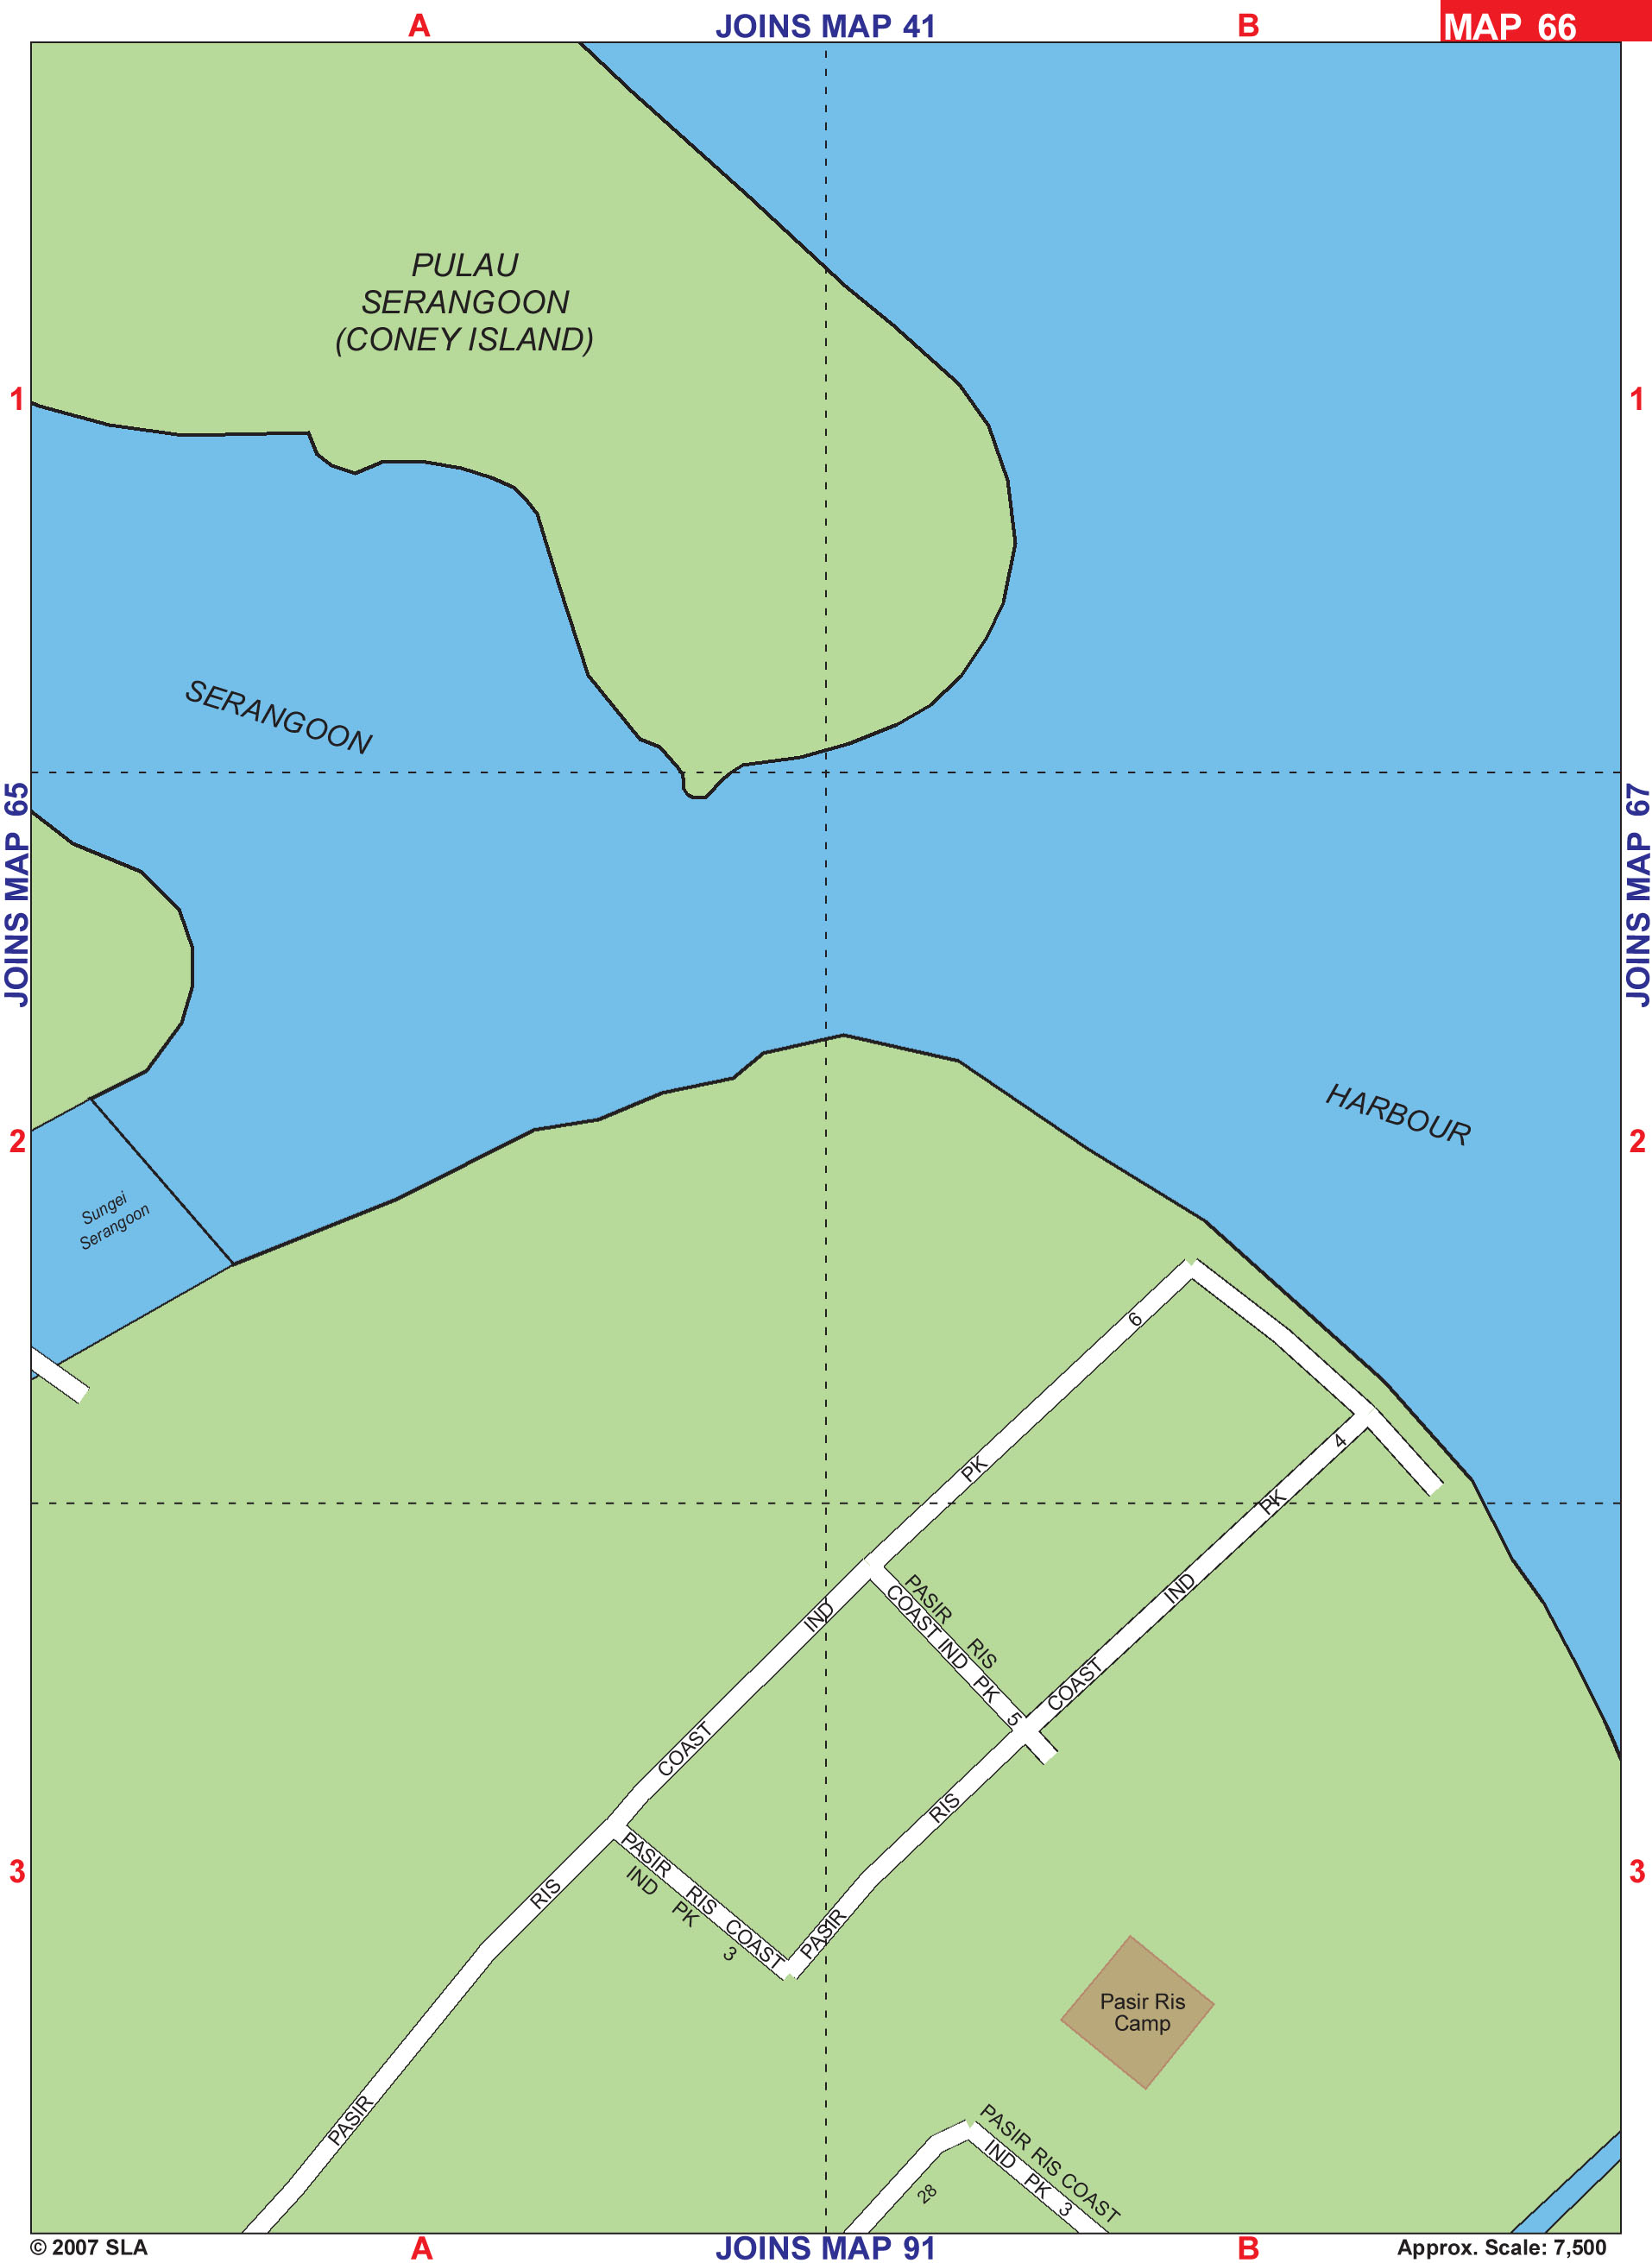 A
JOINS MAP 41
B
MAP 66
PULAU
SERANGOON
(CONEY ISLAND)
1
1
SERANGOON
JOINS MAP 65
JOINS MAP 67
HARBOUR
2
2
Sungei
Serangoon
PASIR RIS COAST IND PK 6
PASIR RIS COAST IND PK 4
PASIR RIS
COAST IND PK 5
3
3
PASIR RIS COAST
IND PK 3
Pasir Ris
Camp
PASIR RIS COAST
IND PK 3
28
© 2007 SLA
A
JOINS MAP 91
B
Approx. Scale: 7,500